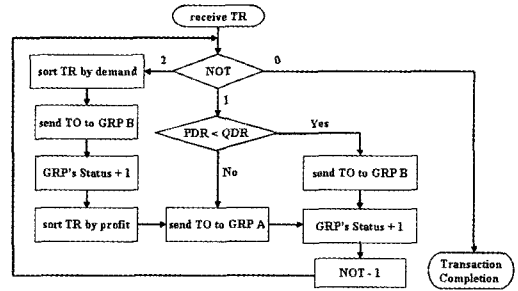 receive TR
2
NOT
0
sort TR by demand
1
send TO to GRP B
PDR < QDR
Yes
GRP's Status + 1
No
send TO to GRP B
sort TR by profit
send TO to GRP A
GRP's Status + 1
NOT - 1
Transaction
Completion